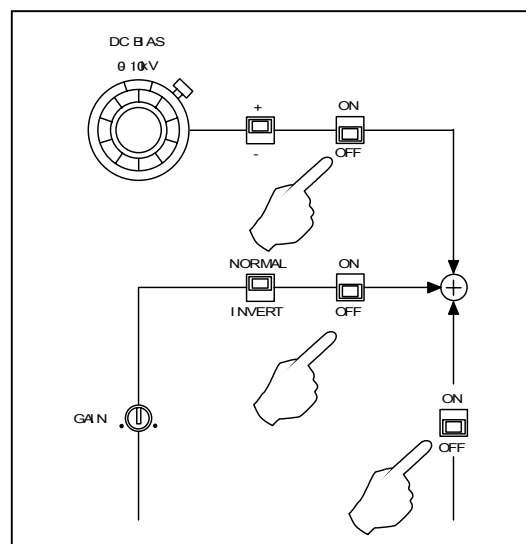 DC BIAS
0-10kV
+
ON
-
OFF
NORMAL
ON
INVERT
OFF
GAIN
ON
OFF